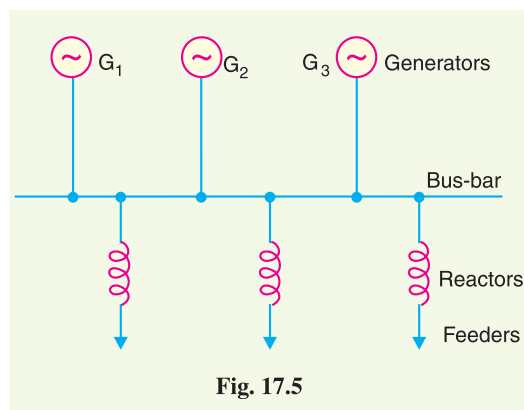 G1
G2
G3 Generators
Bus-bar
Reactors
Feeders
Fig. 17.5